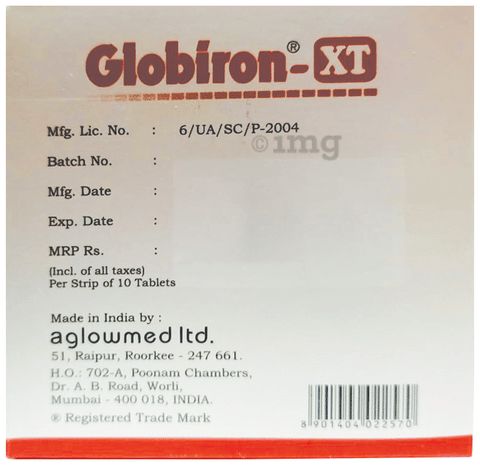 Globiron®-XT
Mfg. Lic. No. : 6/UA/SC/P-2004
©img
Batch No. :
Mfg. Date :
Exp. Date :
MRP Rs. :
(Incl. of all taxes)
Per Strip of 10 Tablets
Made in India by :
aglowmed ltd.
51, Raipur, Roorkee - 247 661.
H.O.: 702-A, Poonam Chambers,
Dr. A. B. Road, Worli,
Mumbai - 400 018, INDIA.
® Registered Trade Mark
8 901404 022570